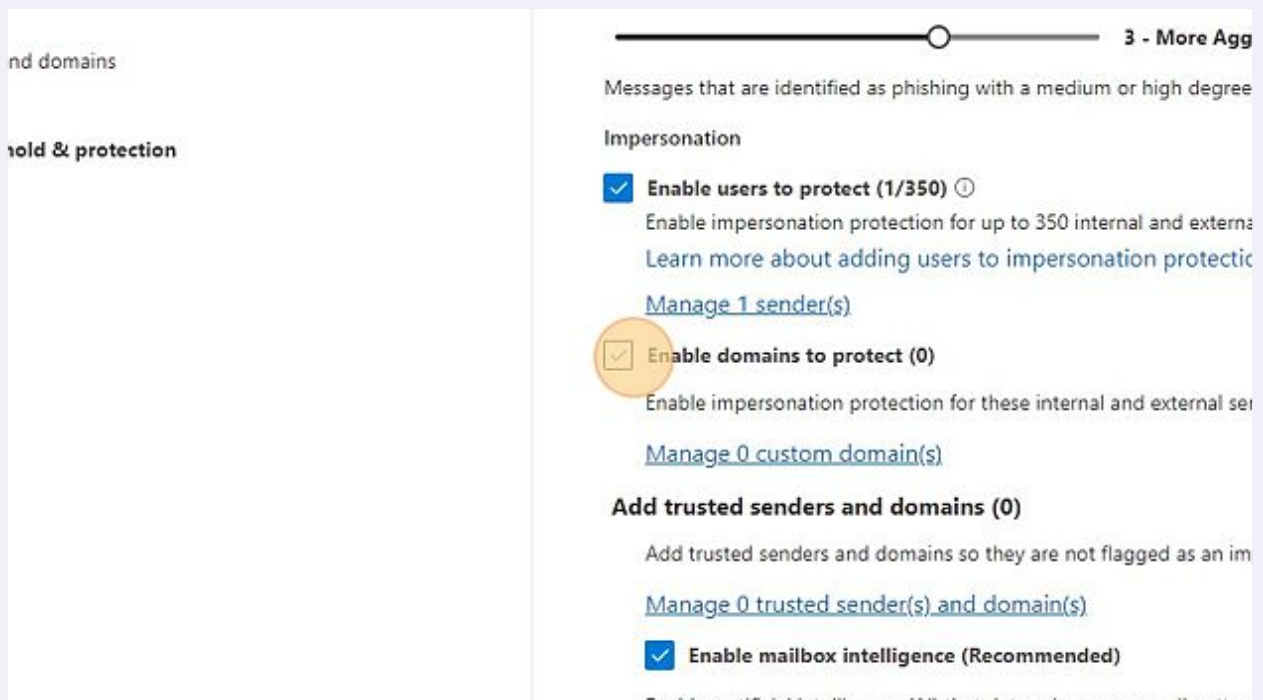 nd domains
hold & protection
3 - More Agg
Messages that are identified as phishing with a medium or high degree
Impersonation
Enable users to protect (1/350)
Enable impersonation protection for up to 350 internal and externa
Learn more about adding users to impersonation protectic
Manage 1 sender(s)
Enable domains to protect (0)
Enable impersonation protection for these internal and external ser
Manage 0 custom domain(s)
Add trusted senders and domains (0)
Add trusted senders and domains so they are not flagged as an im
Manage 0 trusted sender(s) and domain(s)
Enable mailbox intelligence (Recommended)